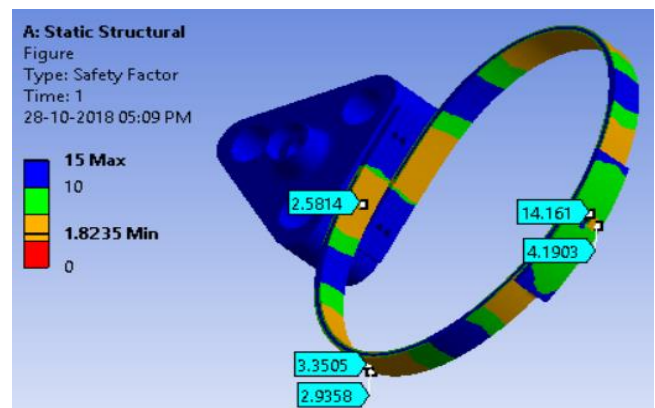 A: Static Structural
Figure
Type: Safety Factor
Time: 1
28-10-2018 05:09 PM
15 Max
10
1.8235 Min
0
2.5814
14.161
4.1903
3.3505
2.9358